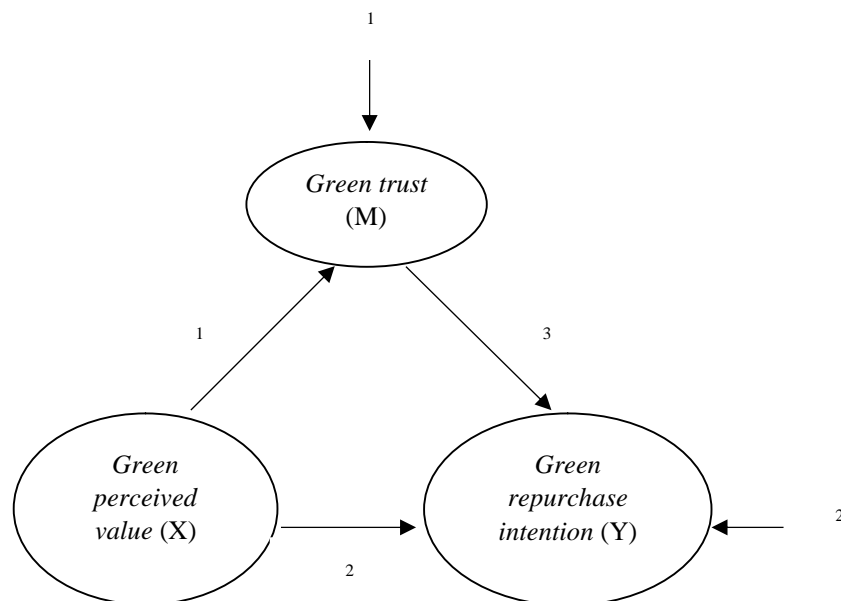 1
Green trust
(M)
1
3
Green
perceived
value (X)
Green
repurchase
intention (Y)
2
2